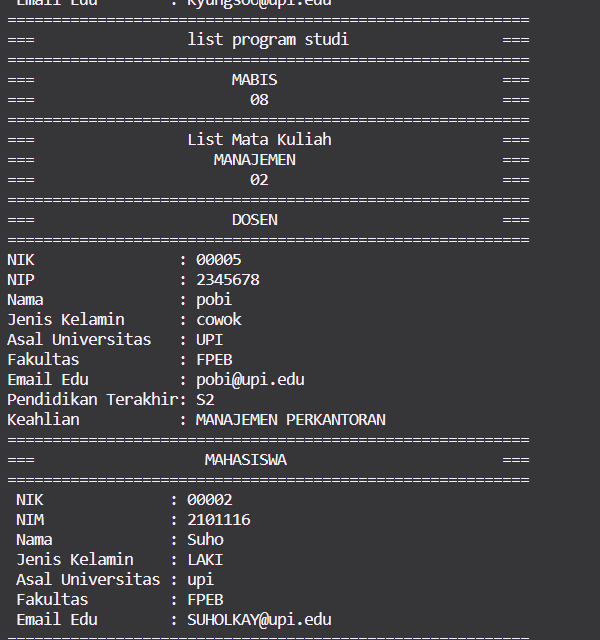 Email Edu        : kyungsoo@upi.edu
==========================================================
===                 list program studi                 ===
==========================================================
===                      MABIS                         ===
===                        08                          ===
==========================================================
===                 List Mata Kuliah                   ===
===                    MANAJEMEN                       ===
===                        02                          ===
==========================================================
===                      DOSEN                         ===
==========================================================
NIK                : 00005
NIP                : 2345678
Nama               : pobi
Jenis Kelamin      : cowok
Asal Universitas   : UPI
Fakultas           : FPEB
Email Edu          : pobi@upi.edu
Pendidikan Terakhir: S2
Keahlian           : MANAJEMEN PERKANTORAN
==========================================================
===                   MAHASISWA                        ===
==========================================================
 NIK              : 00002
 NIM              : 2101116
 Nama             : Suho
 Jenis Kelamin    : LAKI
 Asal Universitas : upi
 Fakultas         : FPEB
 Email Edu        : SUHOLKAY@upi.edu
==========================================================